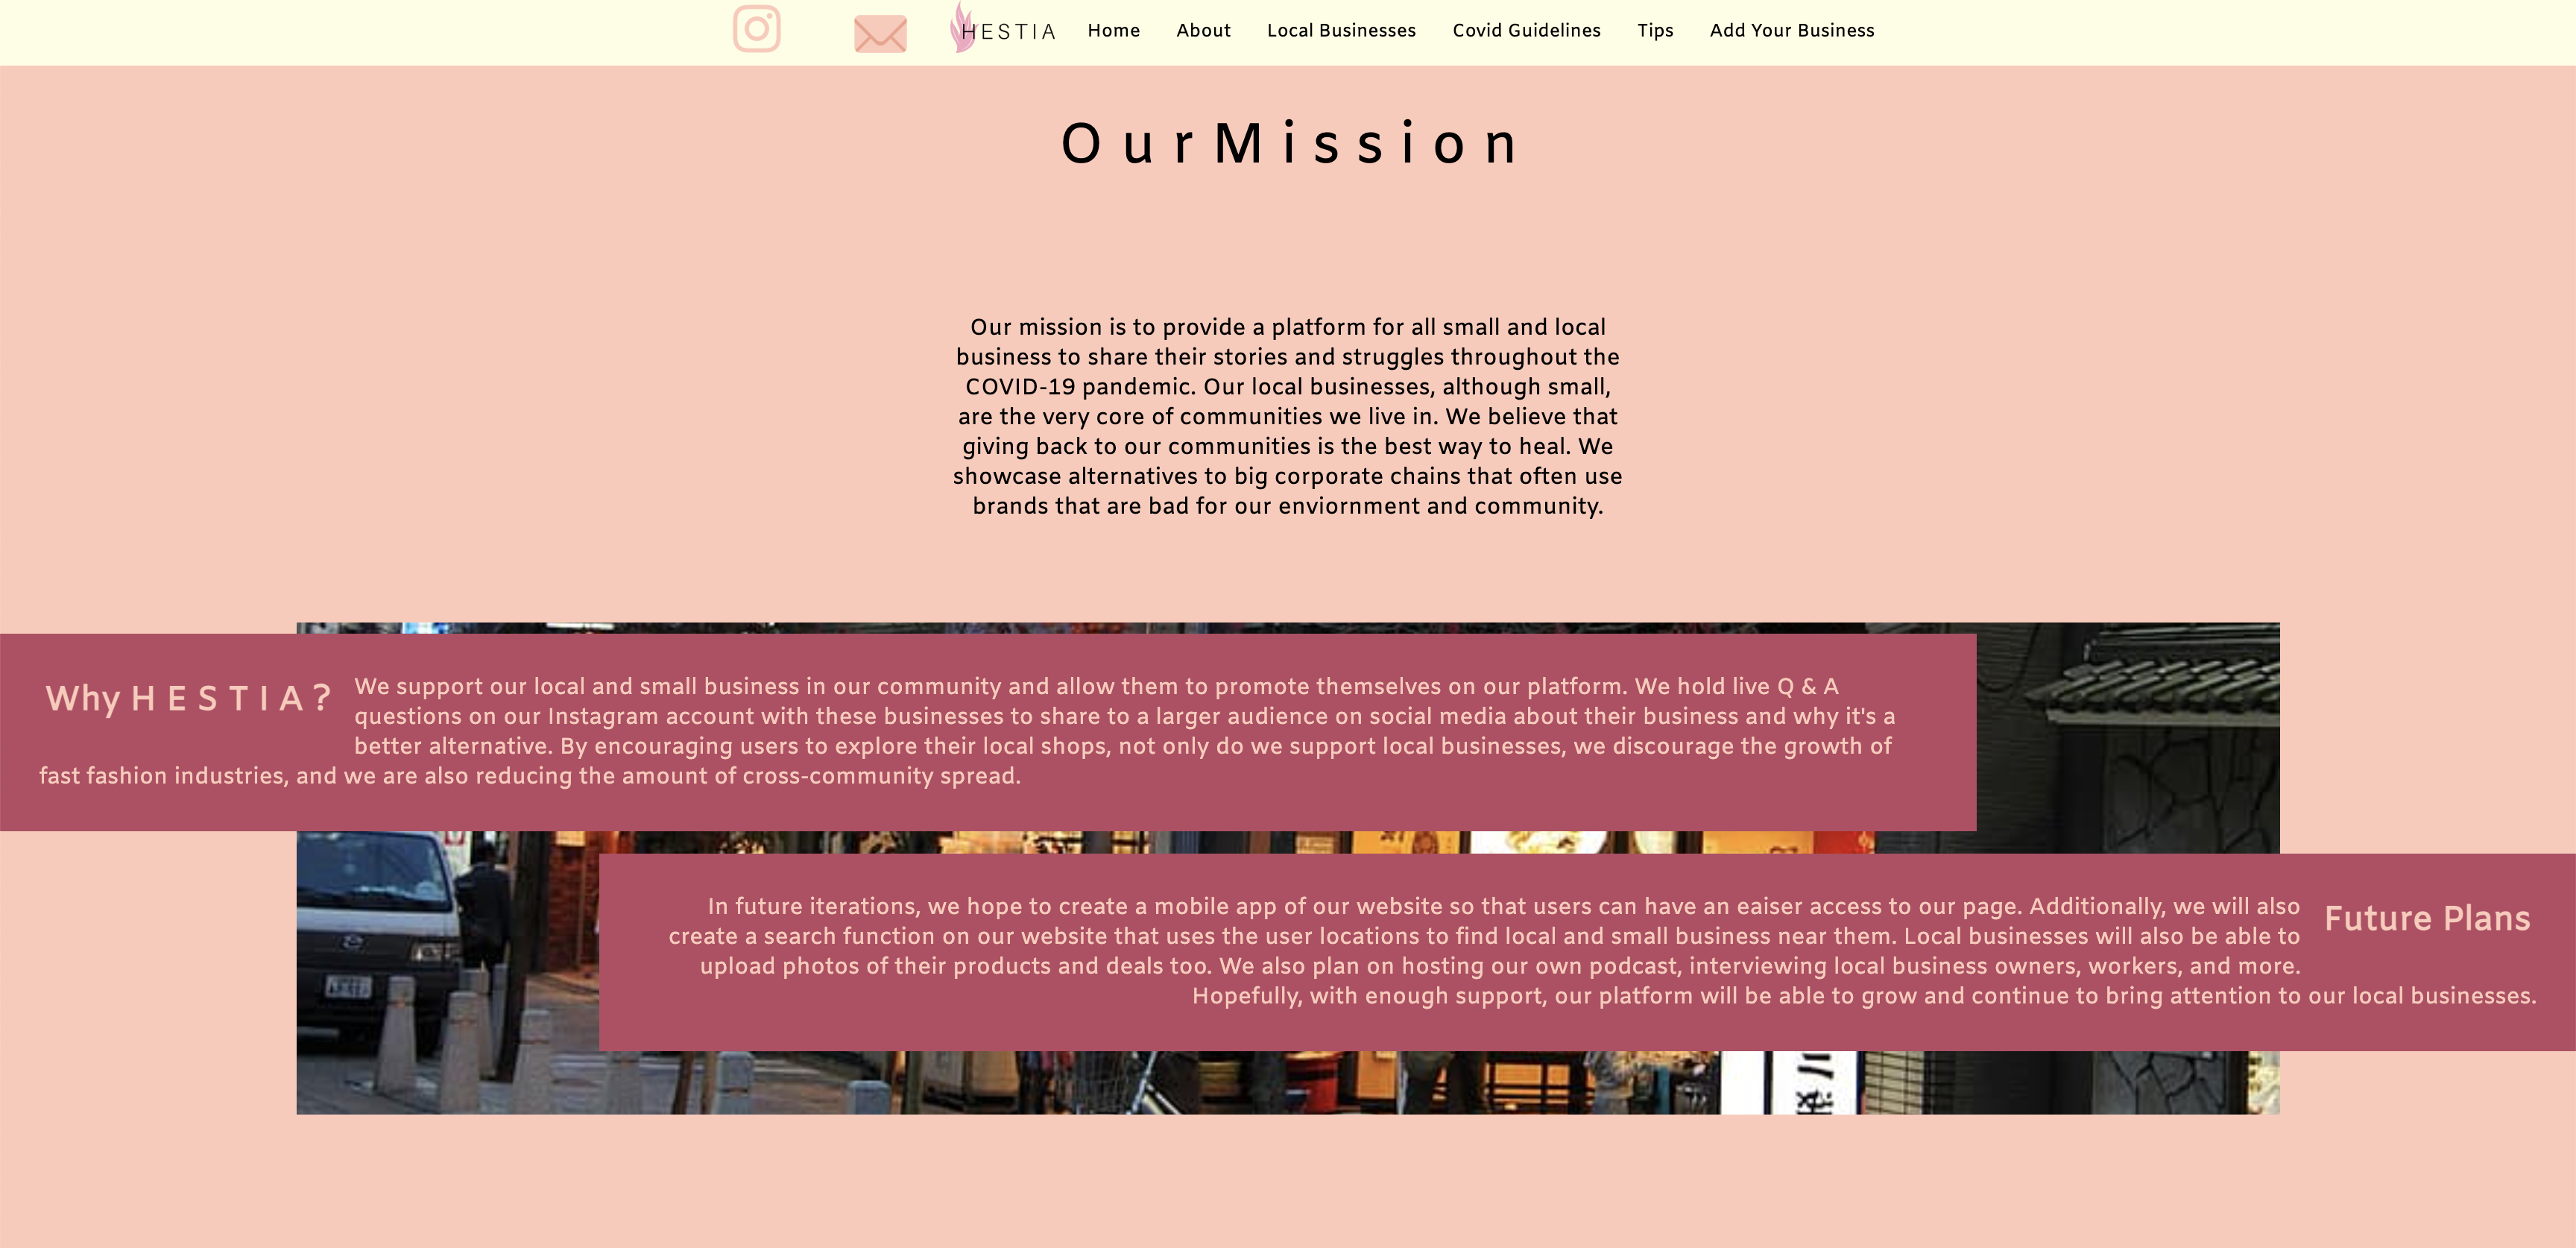 HESTIA Home About Local Businesses Covid Guidelines Tips Add Your Business
O u r M i s s i o n
Our mission is to provide a platform for all small and local
business to share their stories and struggles throughout the
COVID-19 pandemic. Our local businesses, although small,
are the very core of communities we live in. We believe that
giving back to our communities is the best way to heal. We
showcase alternatives to big corporate chains that often use
brands that are bad for our enviornment and community.
Why H E S T I A ?
We support our local and small business in our community and allow them to promote themselves on our platform. We hold live Q & A
questions on our Instagram account with these businesses to share to a larger audience on social media about their business and why it's a
better alternative. By encouraging users to explore their local shops, not only do we support local businesses, we discourage the growth of
fast fashion industries, and we are also reducing the amount of cross-community spread.
Future Plans
In future iterations, we hope to create a mobile app of our website so that users can have an eaiser access to our page. Additionally, we will also
create a search function on our website that uses the user locations to find local and small business near them. Local businesses will also be able to
upload photos of their products and deals too. We also plan on hosting our own podcast, interviewing local business owners, workers, and more.
Hopefully, with enough support, our platform will be able to grow and continue to bring attention to our local businesses.